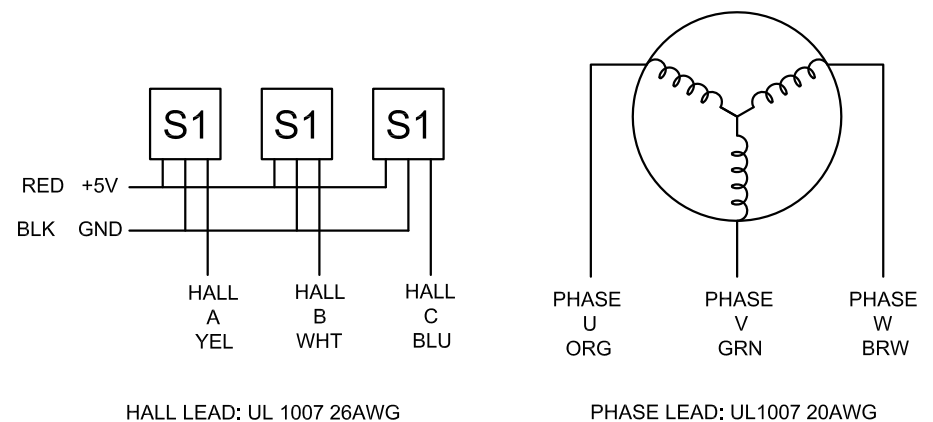 S1 S1 S1
RED +5V
BLK GND
HALL
A
YEL
HALL
B
WHT
HALL
C
BLU
HALL LEAD: UL 1007 26AWG
PHASE
U
ORG
PHASE
V
GRN
PHASE
W
BRW
PHASE LEAD: UL1007 20AWG